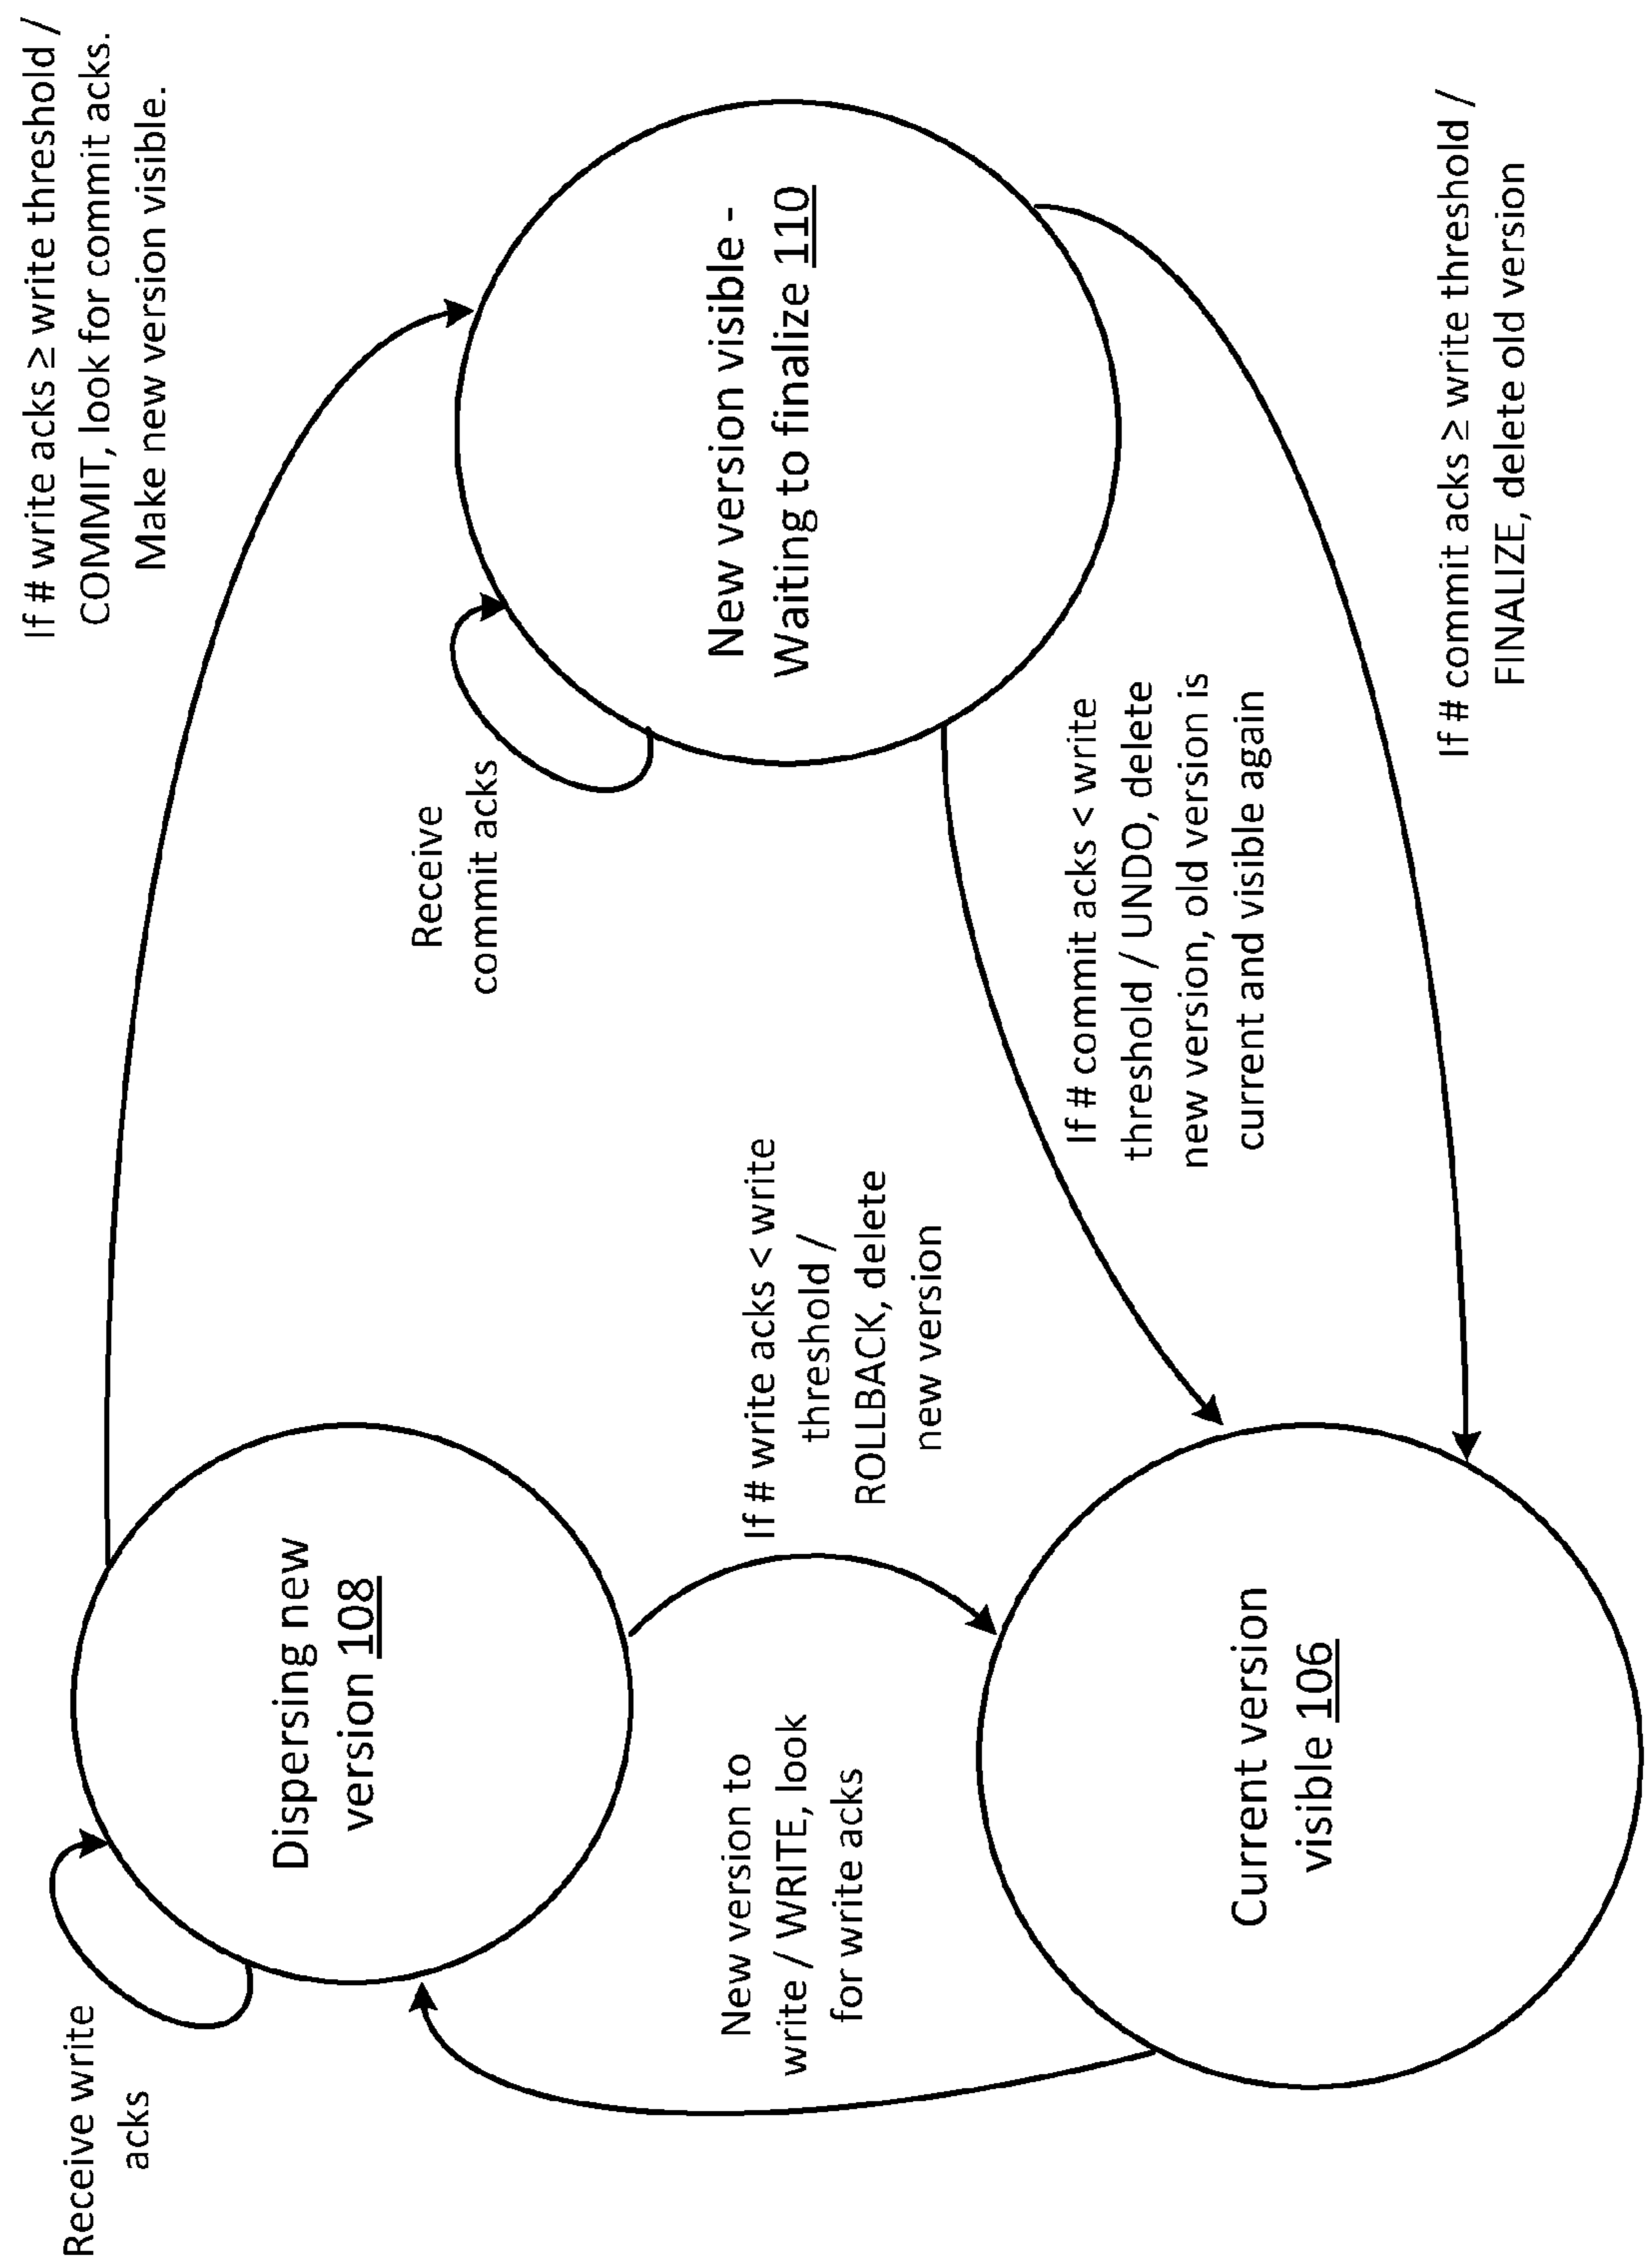 Receive write
acks
If # write acks ≥ write threshold /
COMMIT, look for commit acks.
Make new version visible.
Dispersing new
version 108
Receive
commit acks
New version visible -
Waiting to finalize 110
New version to
write / WRITE, look
for write acks
If # write acks < write
threshold /
ROLLBACK, delete
new version
If # commit acks < write
threshold / UNDO, delete
new version, old version is
current and visible again
Current version
visible 106
If # commit acks ≥ write threshold /
FINALIZE, delete old version